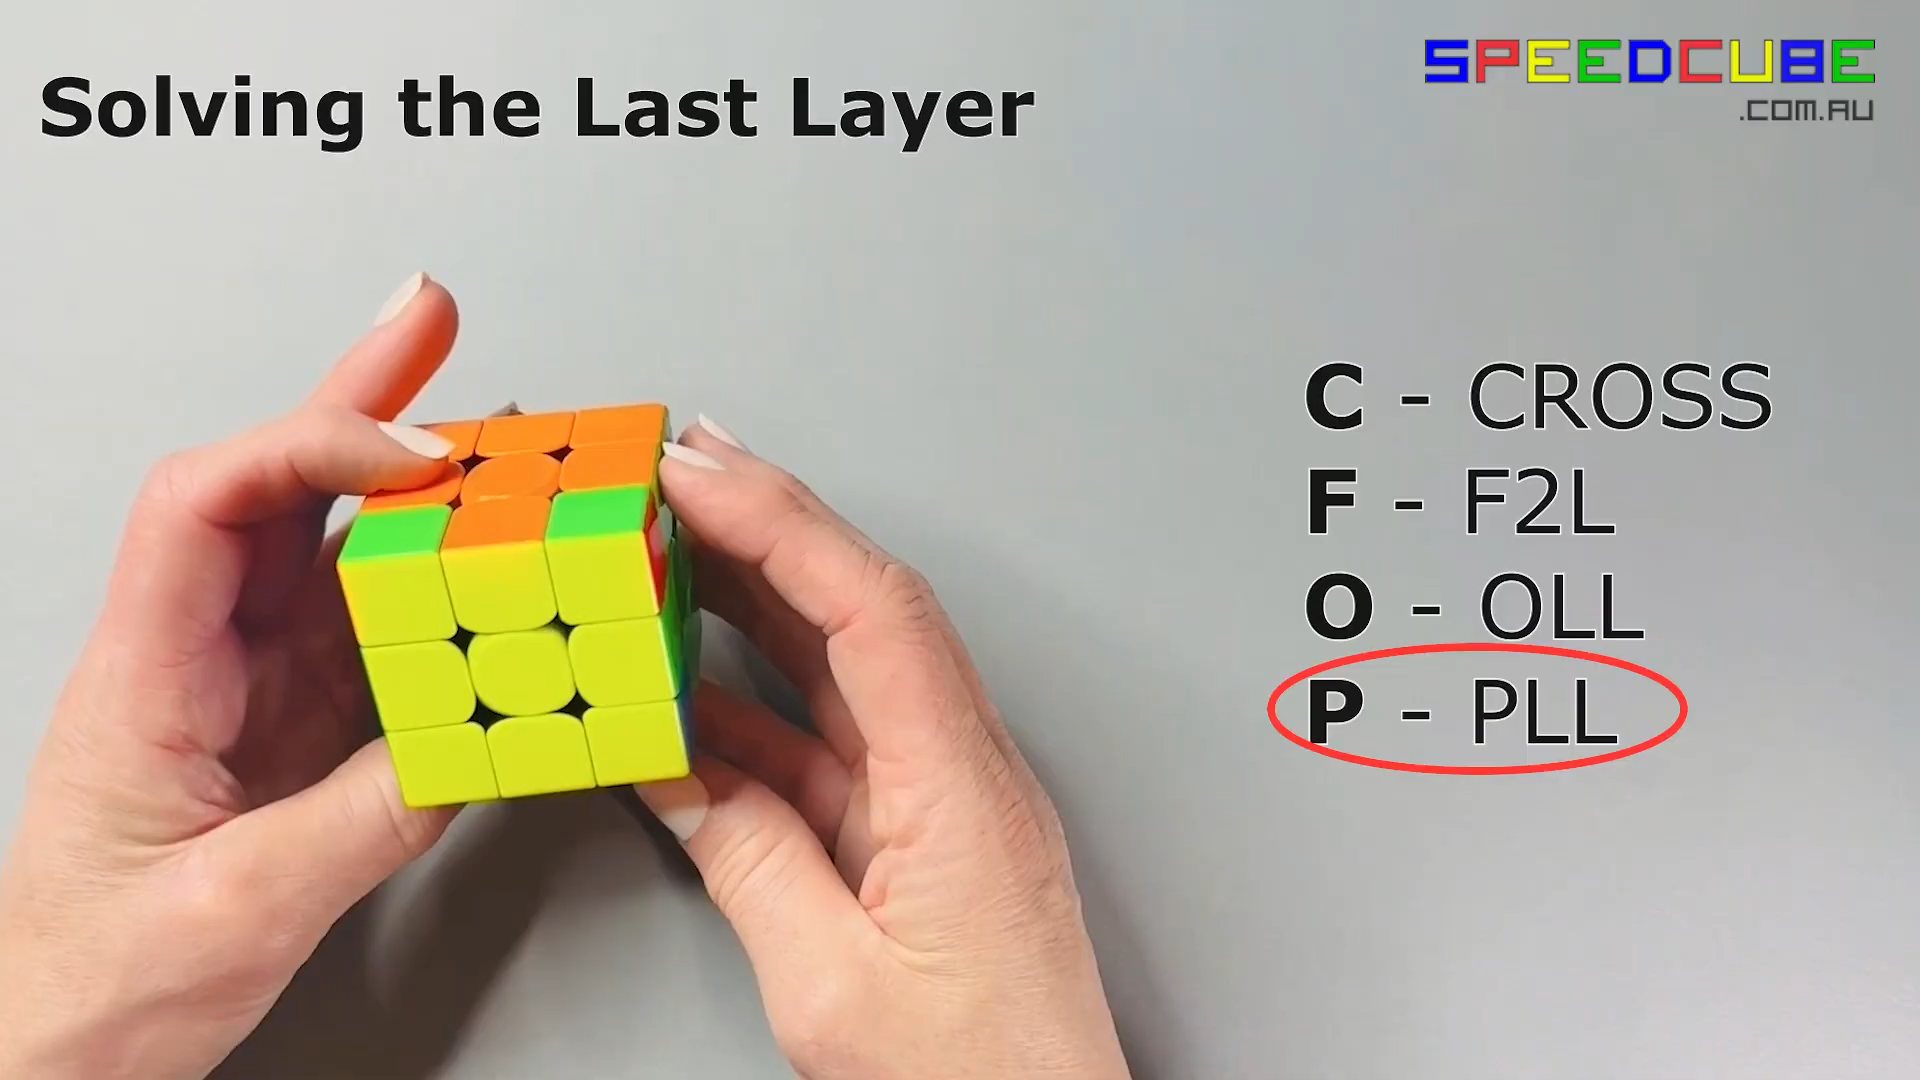 Solving the Last Layer
SPEEDCUBE
.COM.AU
C - CROSS
F - F2L
O - OLL
P - PLL